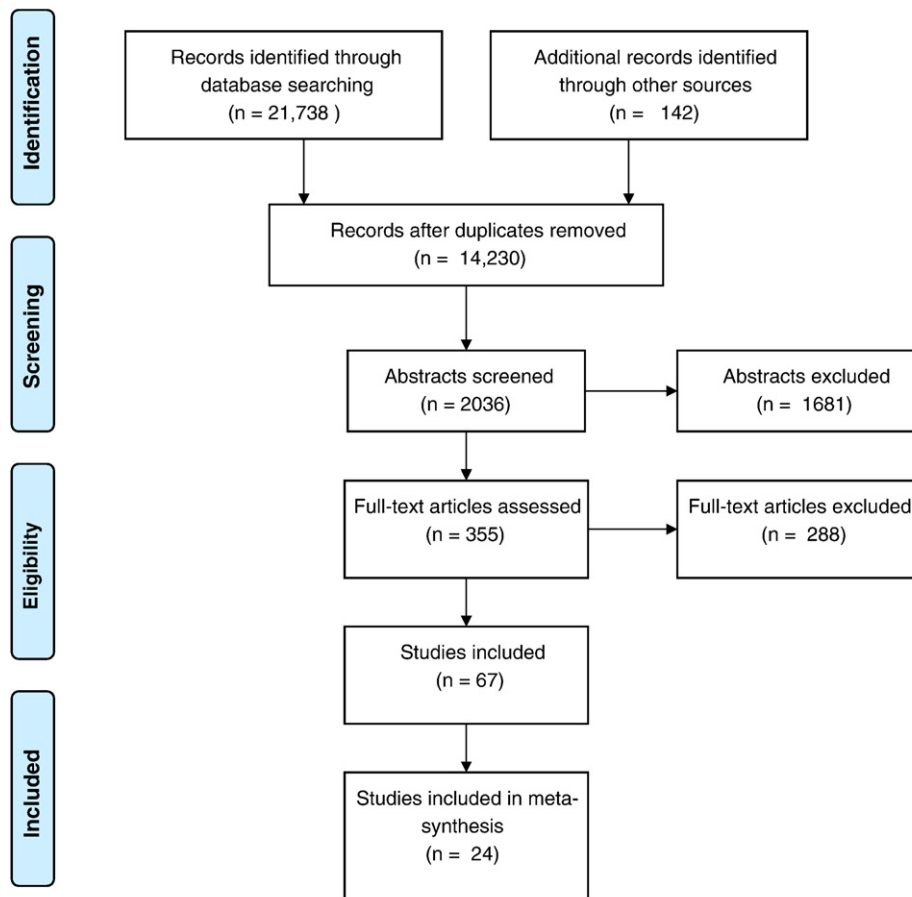 Identification
Records identified through
database searching
(n = 21,738 )
Additional records identified
through other sources
(n = 142)
Records after duplicates removed
(n = 14,230)
Screening
Abstracts screened
(n = 2036)
Abstracts excluded
(n = 1681)
Eligibility
Full-text articles assessed
(n = 355)
Full-text articles excluded
(n = 288)
Studies included
(n = 67)
Included
Studies included in meta-
synthesis
(n = 24)